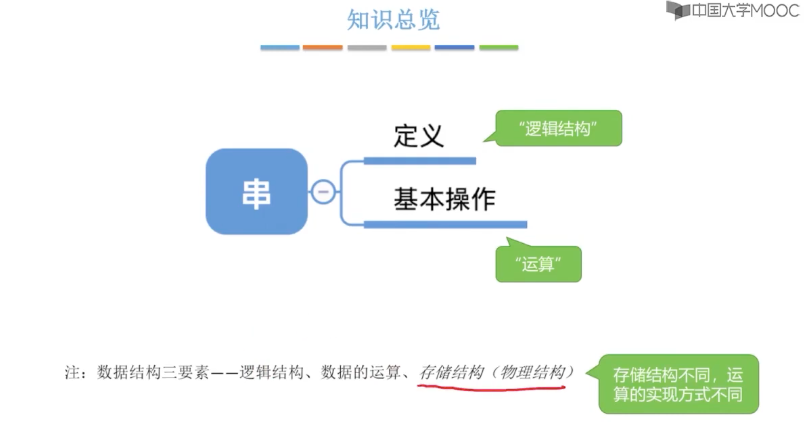 中国大学MOOC
知识总览
定义
“逻辑结构”
串
基本操作
“运算”
注：数据结构三要素——逻辑结构、数据的运算、存储结构（物理结构）
存储结构不同，运
算的实现方式不同